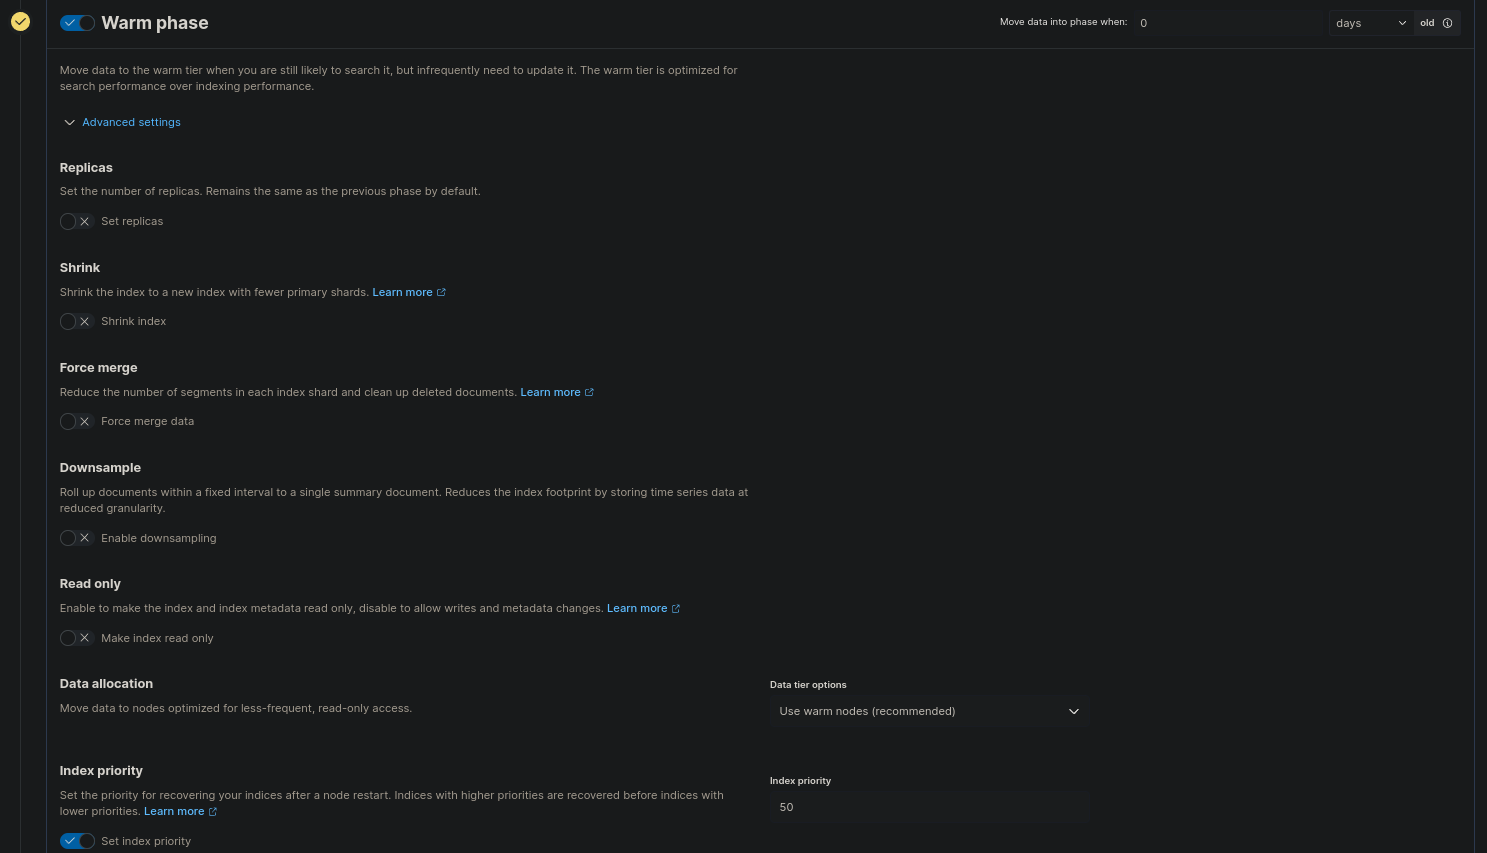 Warm phase
Move data into phase when: 0 days old
Move data to the warm tier when you are still likely to search it, but infrequently need to update it. The warm tier is optimized for
search performance over indexing performance.
Advanced settings
Replicas
Set the number of replicas. Remains the same as the previous phase by default.
Set replicas
Shrink
Shrink the index to a new index with fewer primary shards. Learn more
Shrink index
Force merge
Reduce the number of segments in each index shard and clean up deleted documents. Learn more
Force merge data
Downsample
Roll up documents within a fixed interval to a single summary document. Reduces the index footprint by storing time series data at
reduced granularity.
Enable downsampling
Read only
Enable to make the index and index metadata read only, disable to allow writes and metadata changes. Learn more
Make index read only
Data allocation
Move data to nodes optimized for less-frequent, read-only access.
Data tier options
Use warm nodes (recommended)
Index priority
Set the priority for recovering your indices after a node restart. Indices with higher priorities are recovered before indices with
lower priorities. Learn more
Set index priority
Index priority
50